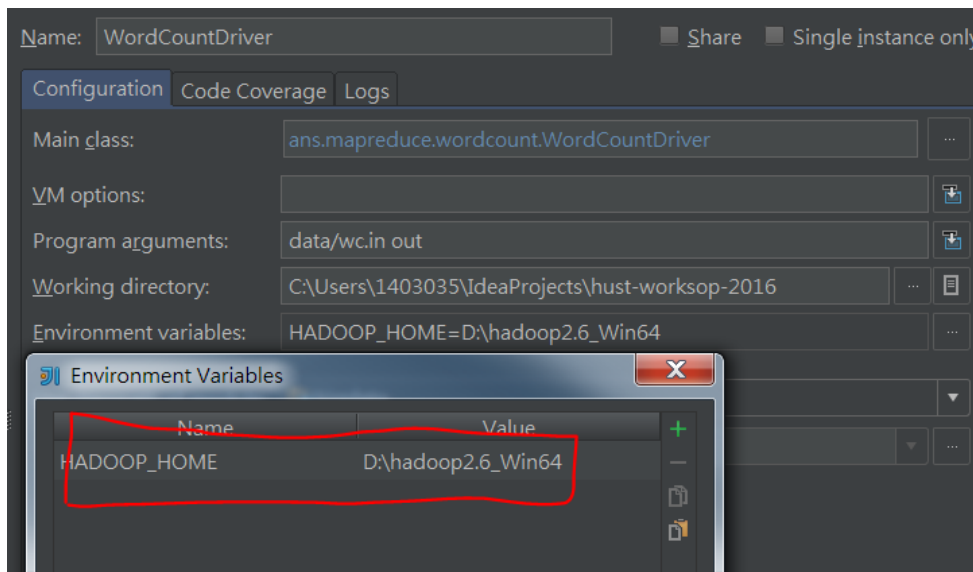 Name: WordCountDriver Share Single instance only
Configuration Code Coverage Logs
Main class: ans.mapreduce.wordcount.WordCountDriver ...
VM options:
Program arguments: data/wc.in out
Working directory: C:\Users\1403035\IdeaProjects\hust-worksop-2016 ...
Environment variables: HADOOP_HOME=D:\hadoop2.6_Win64 ...
Environment Variables
Name Value
HADOOP_HOME D:\hadoop2.6_Win64